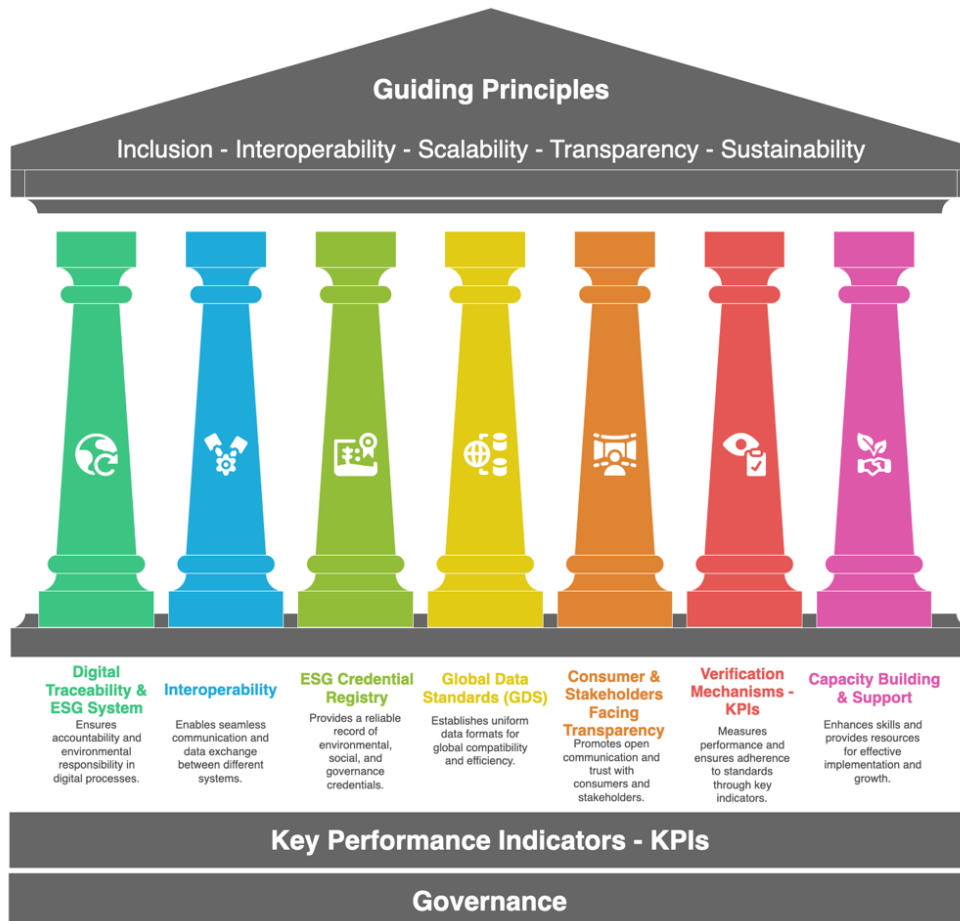 Guiding Principles
Inclusion - Interoperability - Scalability - Transparency - Sustainability
Digital
Traceability &
ESG System
Ensures
accountability and
environmental
responsibility in
digital processes.
Interoperability
Enables seamless
communication and
data exchange
between different
systems.
ESG Credential
Registry
Provides a reliable
record of
environmental,
social, and
governance
credentials.
Global Data
Standards (GDS)
Establishes uniform
data formats for
global compatibility
and efficiency.
Consumer &
Stakeholders
Facing
Transparency
Promotes open
communication and
trust with
consumers and
stakeholders.
Verification
Mechanisms -
KPIs
Measures
performance and
ensures adherence
to standards
through key
indicators.
Capacity Building
& Support
Enhances skills and
provides resources
for effective
implementation and
growth.
Key Performance Indicators - KPIs
Governance